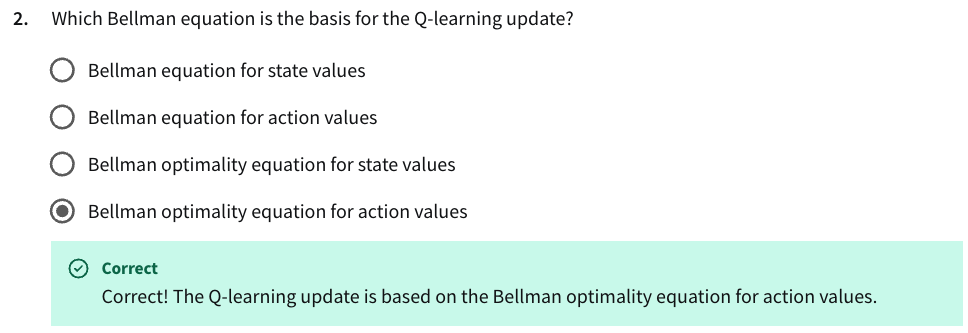 2. Which Bellman equation is the basis for the Q-learning update?
Bellman equation for state values
Bellman equation for action values
Bellman optimality equation for state values
Bellman optimality equation for action values
Correct
Correct! The Q-learning update is based on the Bellman optimality equation for action values.